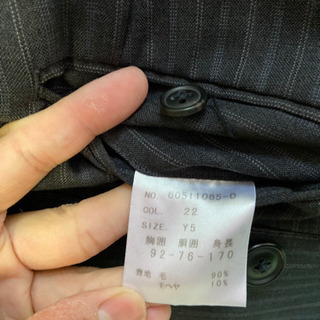 NO. 60511065-0
COL. 22
SIZE. Y5
胸囲 胴囲 身長
92-76-170
表地 毛 90%
モヘヤ 10%